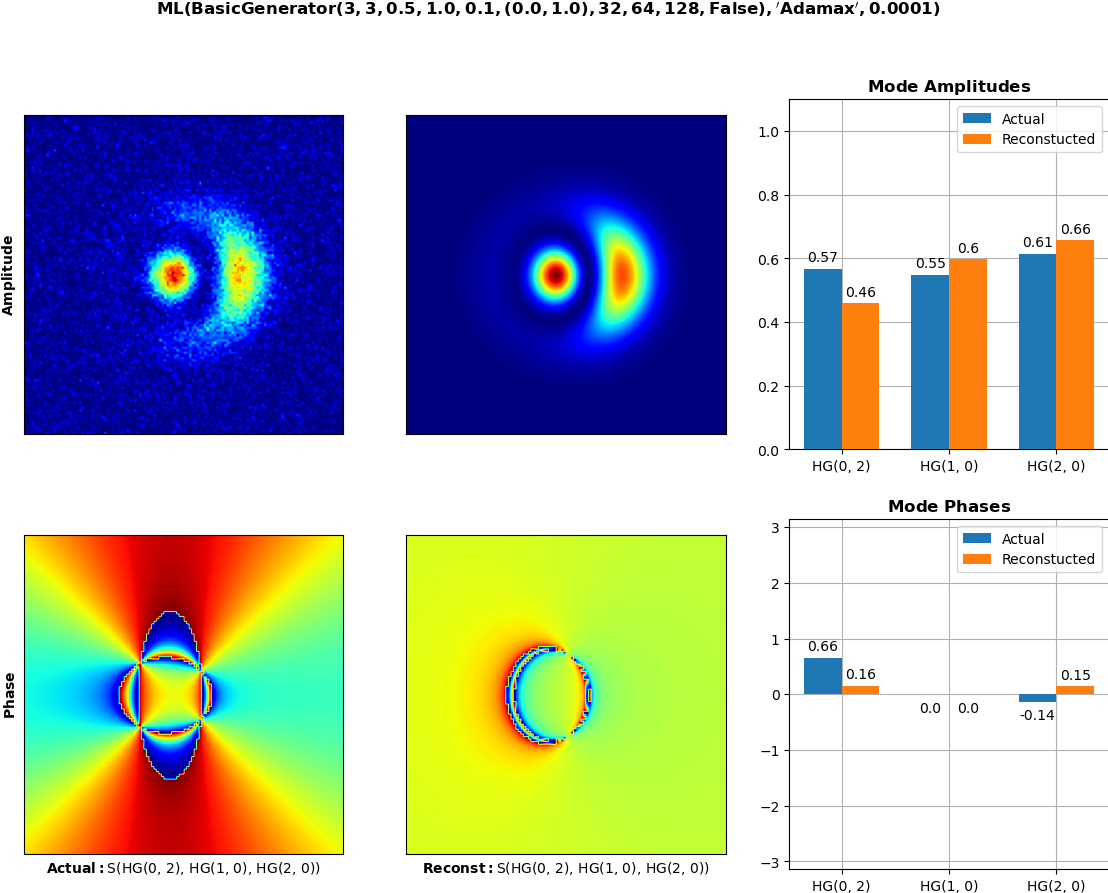 ML(BasicGenerator(3, 3, 0.5, 1.0, 0.1, (0.0, 1.0), 32, 64, 128, False), ′Adamax′, 0.0001)
Amplitude
Mode Amplitudes
Actual
Reconstucted
1.0
0.8
0.6
0.4
0.2
0.0
0.57
0.46
0.55
0.6
0.61
0.66
HG(0, 2)
HG(1, 0)
HG(2, 0)
Phase
Actual: S(HG(0, 2), HG(1, 0), HG(2, 0))
Reconst: S(HG(0, 2), HG(1, 0), HG(2, 0))
Mode Phases
Actual
Reconstucted
3
2
1
0
−1
−2
−3
0.66
0.16
0.0
0.0
-0.14
0.15
HG(0, 2)
HG(1, 0)
HG(2, 0)